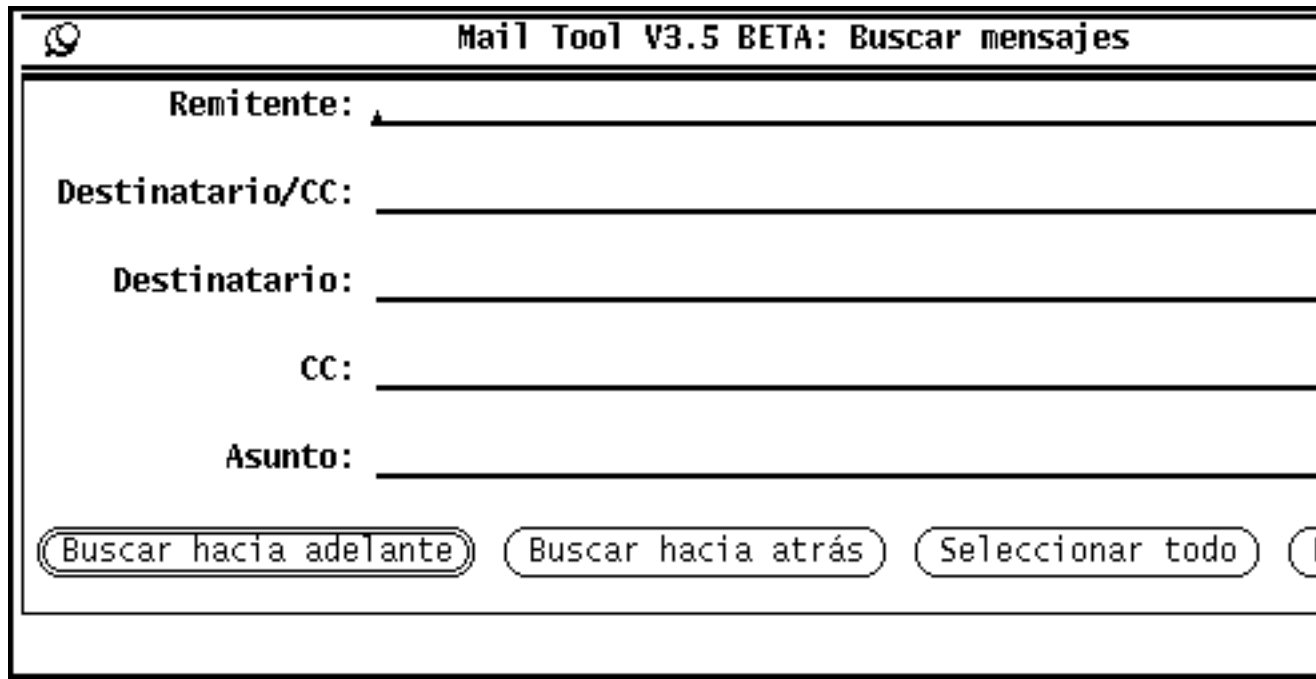 Mail Tool V3.5 BETA: Buscar mensajes
Remitente:
Destinatario/CC:
Destinatario:
CC:
Asunto:
Buscar hacia adelante Buscar hacia atrás Seleccionar todo